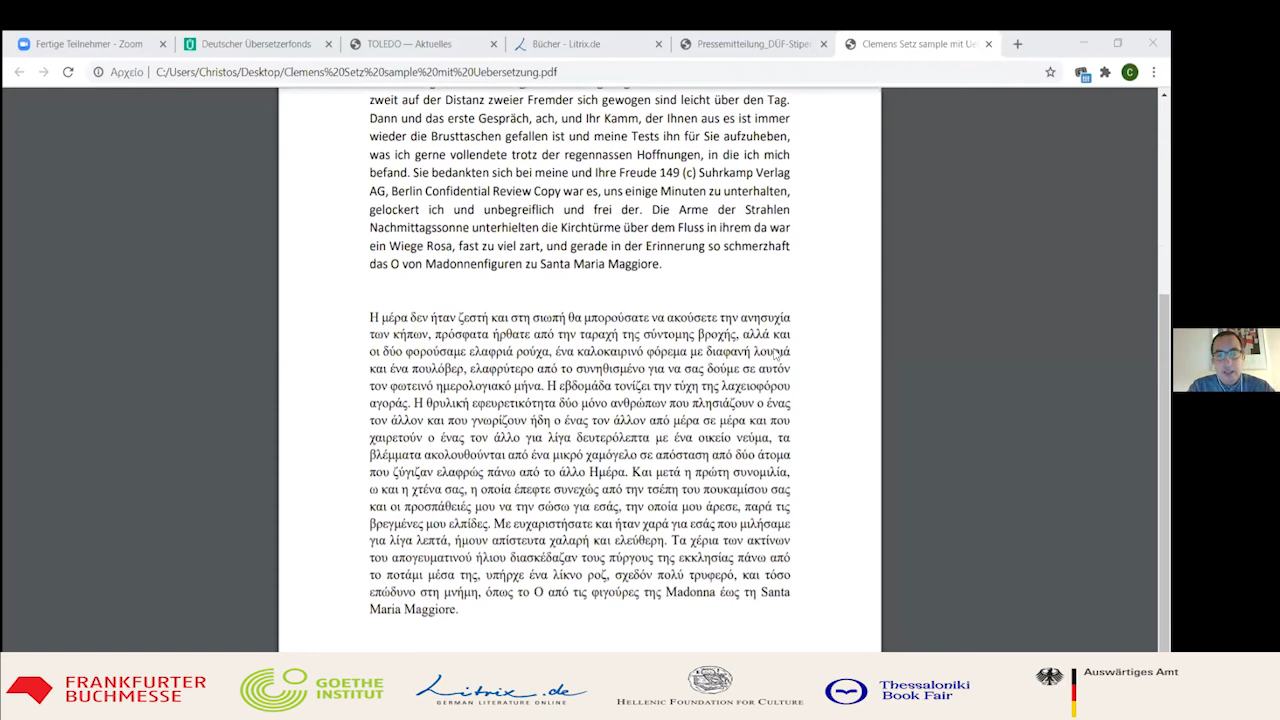 Fertige Teilnehmer - Zoom
Deutscher Übersetzerfonds
TOLEDO — Aktuelles
Bücher - Litrix.de
Pressemitteilung_DÜF-Stipe
Clemens Setz sample mit Ue
Αρχείο
C:/Users/Christos/Desktop/Clemens%20Setz%20sample%20mit%20Uebersetzung.pdf
C
zweit auf der Distanz zweier Fremder sich gewogen sind leicht über den Tag.
Dann und das erste Gespräch, ach, und Ihr Kamm, der Ihnen aus es ist immer
wieder die Brusttaschen gefallen ist und meine Tests ihn für Sie aufzuheben,
was ich gerne vollendete trotz der regennassen Hoffnungen, in die ich mich
befand. Sie bedankten sich bei meine und Ihre Freude 149 (c) Suhrkamp Verlag
AG, Berlin Confidential Review Copy war es, uns einige Minuten zu unterhalten,
gelockert ich und unbegreiflich und frei der. Die Arme der Strahlen
Nachmittagssonne unterhielten die Kirchtürme über dem Fluss in ihrem da war
ein Wiege Rosa, fast zu viel zart, und gerade in der Erinnerung so schmerzhaft
das O von Madonnenfiguren zu Santa Maria Maggiore.
Η μέρα δεν ήταν ζεστή και στη σιωπή θα μπορούσατε να ακούσετε την ανησυχία
των κήπων, πρόσφατα ήρθατε από την ταραχή της σύντομης βροχής, αλλά και
οι δύο φορούσαμε ελαφριά ρούχα, ένα καλοκαιρινό φόρεμα με διαφανή λουριά
και ένα πουλόβερ, ελαφρύτερο από το συνηθισμένο για να σας δούμε σε αυτόν
τον φωτεινό ημερολογιακό μήνα. Η εβδομάδα τονίζει την τύχη της λαχειοφόρου
αγοράς. Η θρυλική εφευρετικότητα δύο μόνο ανθρώπων που πλησιάζουν ο ένας
τον άλλον και που γνωρίζουν ήδη ο ένας τον άλλον από μέρα σε μέρα και που
χαιρετούν ο ένας τον άλλο για λίγα δευτερόλεπτα με ένα οικείο νεύμα, τα
βλέμματα ακολουθούνται από ένα μικρό χαμόγελο σε απόσταση από δύο άτομα
που ζύγιζαν ελαφρώς πάνω από το άλλο Ημέρα. Και μετά η πρώτη συνομιλία,
ω και η χτένα σας, η οποία έπεφτε συνεχώς από την τσέπη του πουκαμίσου σας
και οι προσπάθειές μου να την σώσω για εσάς, την οποία μου άρεσε, παρά τις
βρεγμένες μου ελπίδες. Με ευχαριστήσατε και ήταν χαρά για εσάς που μιλήσαμε
για λίγα λεπτά, ήμουν απίστευτα χαλαρή και ελεύθερη. Τα χέρια των ακτίνων
του απογευματινού ήλιου διασκέδαζαν τους πύργους της εκκλησίας πάνω από
το ποτάμι μέσα της, υπήρχε ένα λίκνο ροζ, σχεδόν πολύ τρυφερό, και τόσο
επώδυνο στη μνήμη, όπως το Ο από τις φιγούρες της Madonna έως τη Santa
Maria Maggiore.
FRANKFURTER
BUCHMESSE
GOETHE
INSTITUT
Litrix.de
GERMAN LITERATURE ONLINE
HELLENIC FOUNDATION FOR CULTURE
Thessaloniki
Book Fair
Auswärtiges Amt